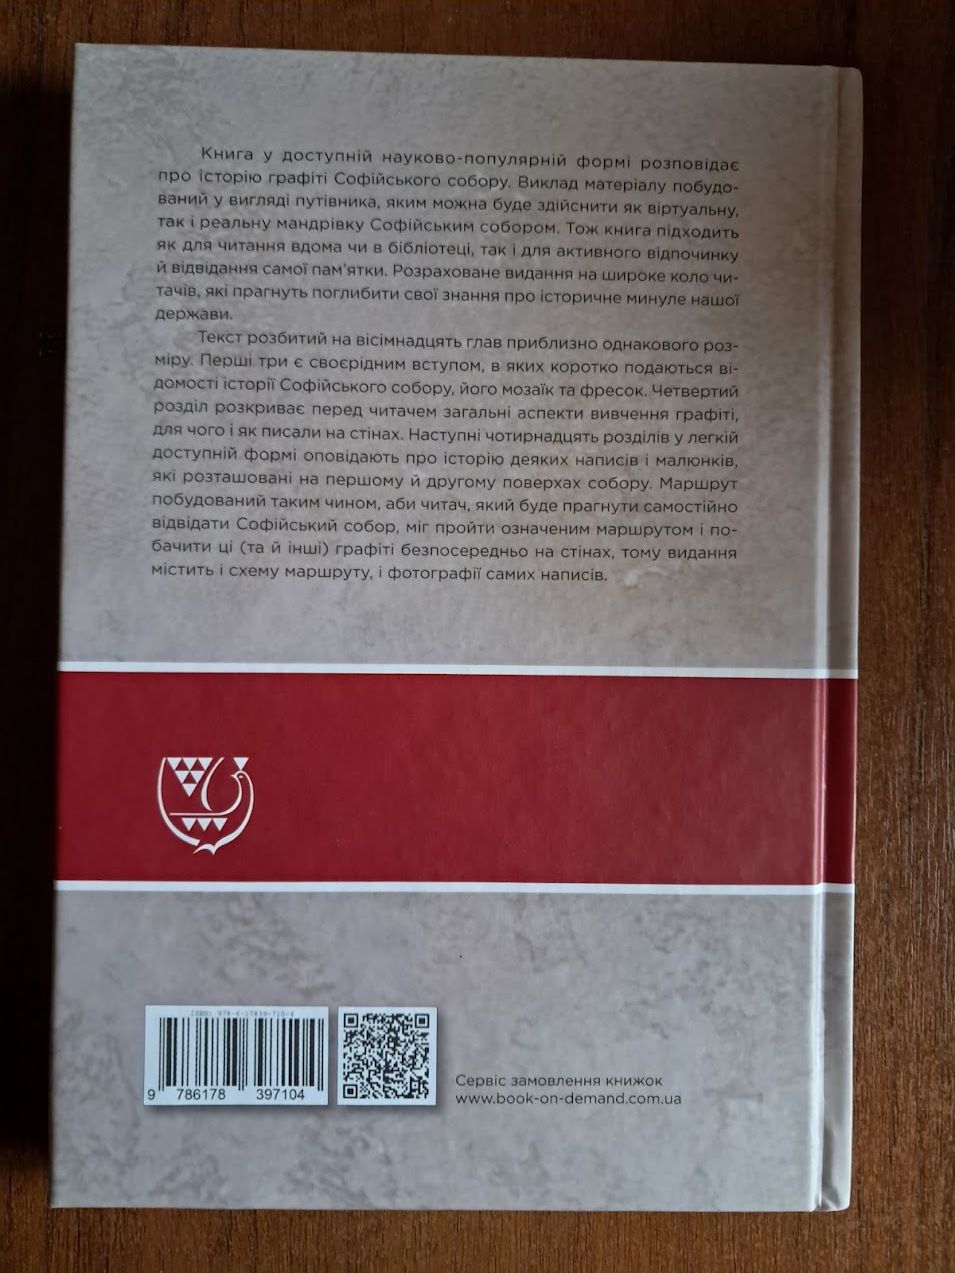 Книга у доступній науково-популярній формі розповідає
про історію графіті Софійського собору. Виклад матеріалу побудо-
ваний у вигляді путівника, яким можна буде здійснити як віртуальну,
так і реальну мандрівку Софійським собором. Тож книга підходить
як для читання вдома чи в бібліотеці, так і для активного відпочинку
й відвідання самої пам'ятки. Розраховане видання на широке коло чи-
тачів, які прагнуть поглибити свої знання про історичне минуле нашої
держави.
Текст розбитий на вісімнадцять глав приблизно однакового роз-
міру. Перші три є своєрідним вступом, в яких коротко подаються ві-
домості історії Софійського собору, його мозаїк та фресок. Четвертий
розділ розкриває перед читачем загальні аспекти вивчення графіті,
для чого і як писали на стінах. Наступні чотирнадцять розділів у легкій
доступній формі оповідають про історію деяких написів і малюнків,
які розташовані на першому й другому поверхах собору. Маршрут
побудований таким чином, аби читач, який буде прагнути самостійно
відвідати Софійський собор, міг пройти означеним маршрутом і по-
бачити ці (та й інші) графіті безпосередньо на стінах, тому видання
містить і схему маршруту, і фотографії самих написів.
ISBN: 978-6-17839-710-4
9 786178 397104
Сервіс замовлення книжок
www.book-on-demand.com.ua